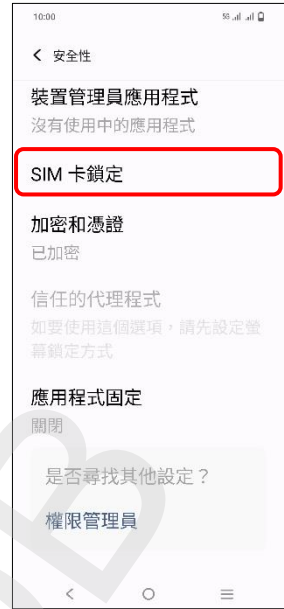 10:00
5G
安全性
裝置管理員應用程式
沒有使用中的應用程式
SIM 卡鎖定
加密和憑證
已加密
信任的代理程式
如要使用這個選項，請先設定螢
幕鎖定方式
應用程式固定
關閉
是否尋找其他設定？
權限管理員